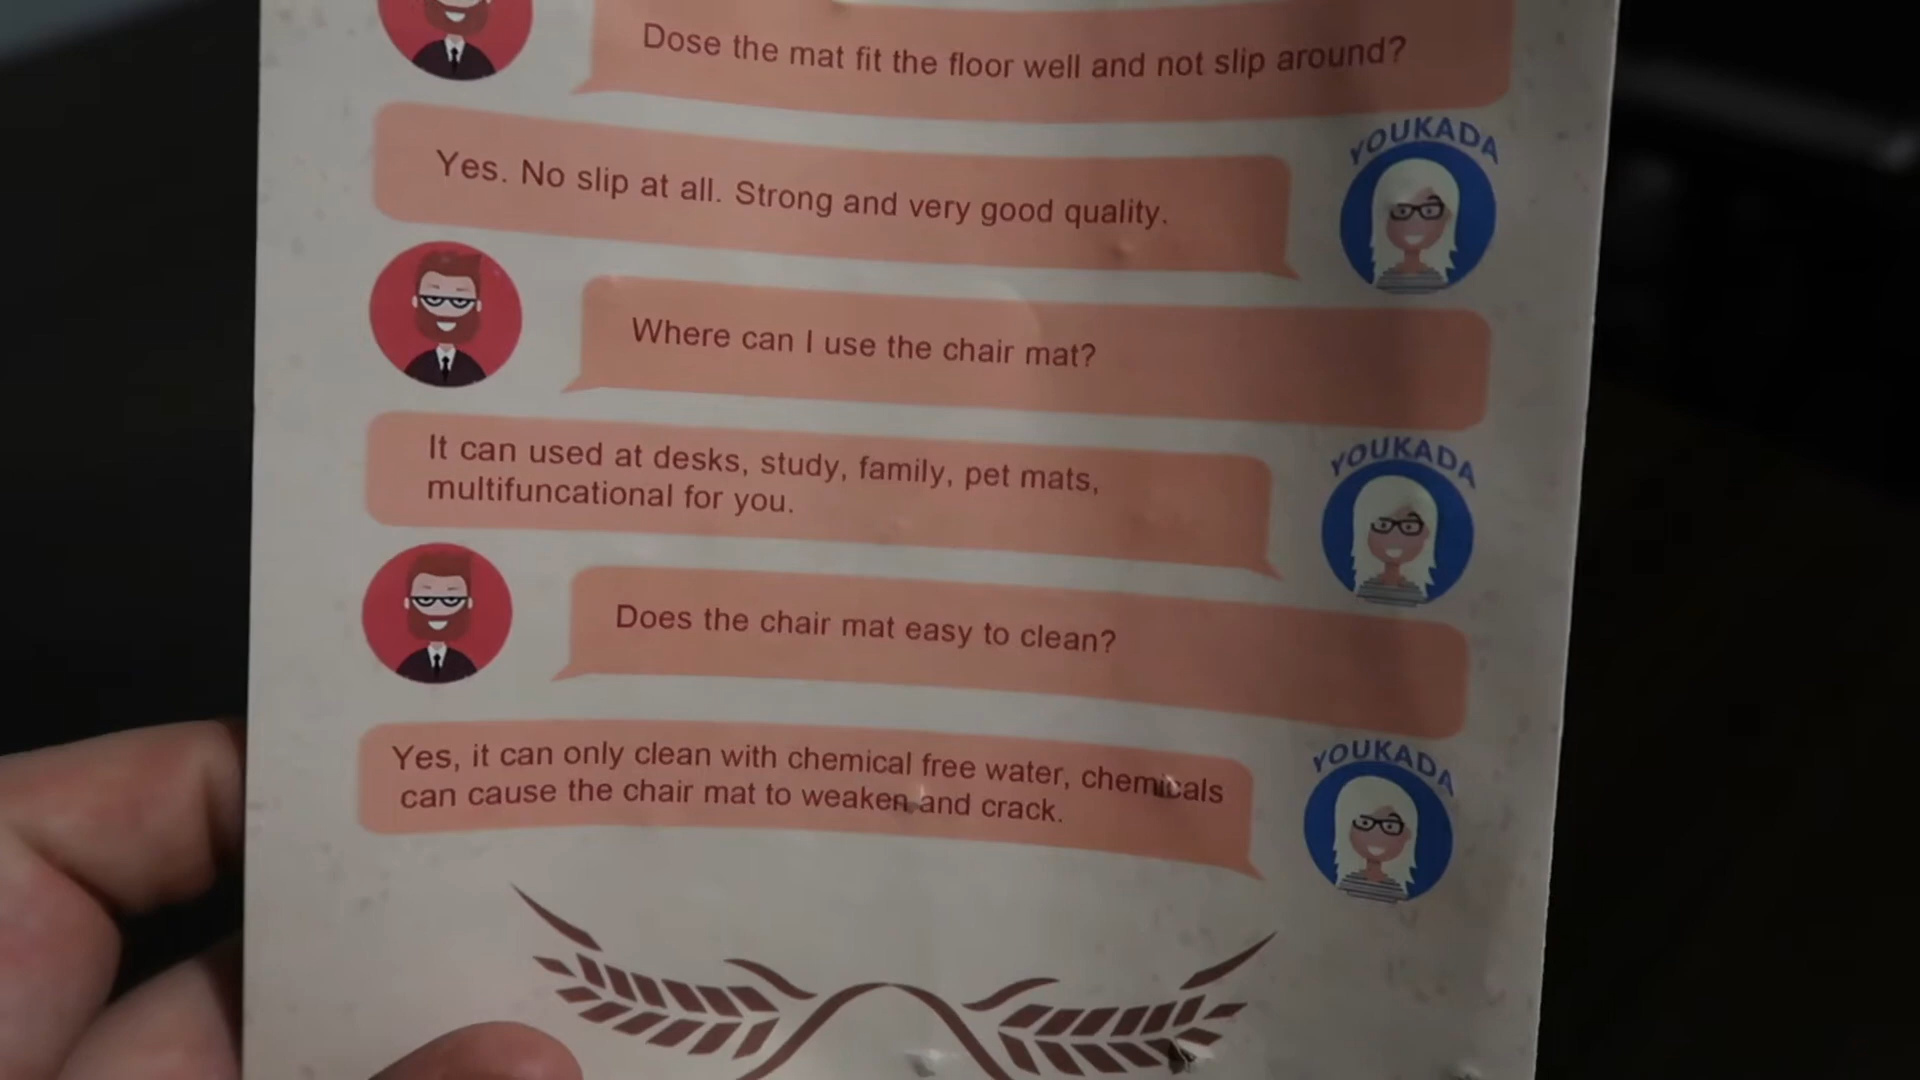 Dose the mat fit the floor well and not slip around?
YOUKADA
Yes. No slip at all. Strong and very good quality.
Where can I use the chair mat?
YOUKADA
It can used at desks, study, family, pet mats,
multifuncational for you.
Does the chair mat easy to clean?
YOUKADA
Yes, it can only clean with chemical free water, chemicals
can cause the chair mat to weaken and crack.